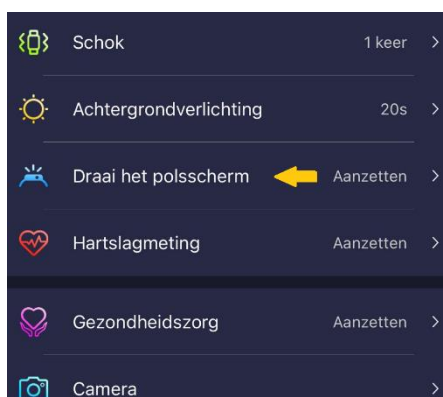 Schok 1 keer
Achtergrondverlichting 20s
Draai het polsscherm Aanzetten
Hartslagmeting Aanzetten
Gezondheidszorg Aanzetten
Camera